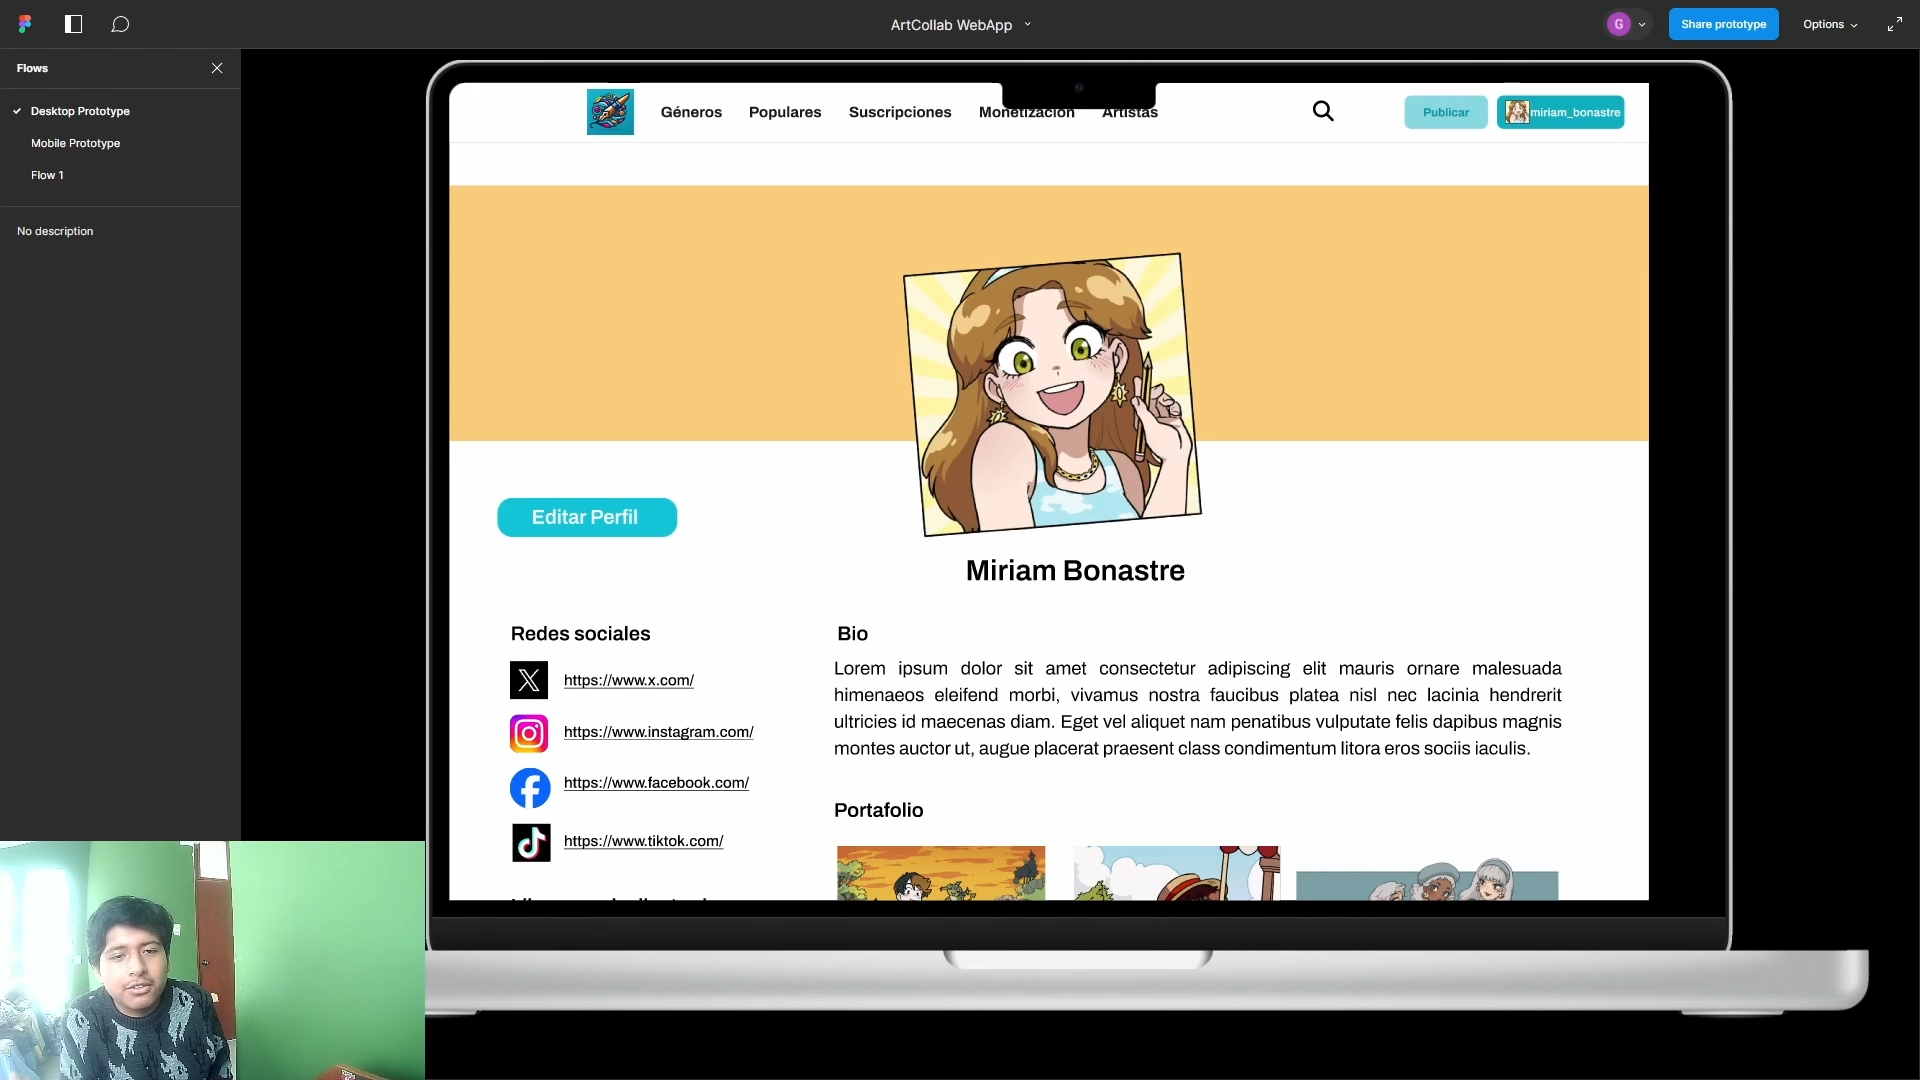 ArtCollab WebApp
G
Share prototype
Options
Flows
Desktop Prototype
Mobile Prototype
Flow 1
No description
Géneros
Populares
Suscripciones
Monetización
Artistas
Publicar
miriam_bonastre
Editar Perfil
Miriam Bonastre
Redes sociales
https://www.x.com/
https://www.instagram.com/
https://www.facebook.com/
https://www.tiktok.com/
Bio
Lorem ipsum dolor sit amet consectetur adipiscing elit mauris ornare malesuada
himenaeos eleifend morbi, vivamus nostra faucibus platea nisl nec lacinia hendrerit
ultricies id maecenas diam. Eget vel aliquet nam penatibus vulputate felis dapibus magnis
montes auctor ut, augue placerat praesent class condimentum litora eros sociis iaculis.
Portafolio